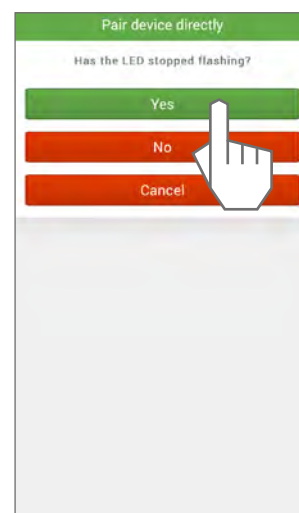 Pair device directly
Has the LED stopped flashing?
Yes
No
Cancel